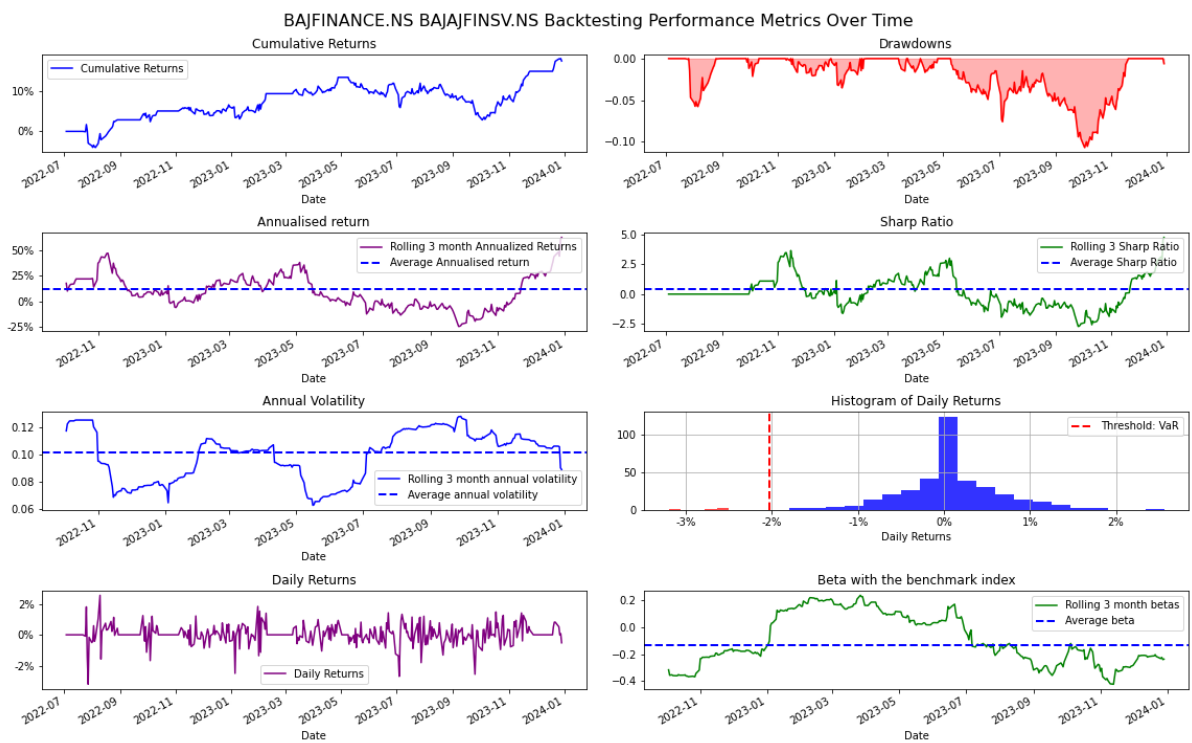 BAJFINANCE.NS BAJAJFINSV.NS Backtesting Performance Metrics Over Time
Cumulative Returns
Cumulative Returns
10%
0%
2022-07 2022-09 2022-11 2023-01 2023-03 2023-05 2023-07 2023-09 2023-11 2024-01
Date
Drawdowns
0.00
−0.05
−0.10
2022-07 2022-09 2022-11 2023-01 2023-03 2023-05 2023-07 2023-09 2023-11 2024-01
Date
Annualised return
Rolling 3 month Annualized Returns
Average Annualised return
50%
25%
0%
-25%
2022-11 2023-01 2023-03 2023-05 2023-07 2023-09 2023-11 2024-01
Date
Sharp Ratio
Rolling 3 Sharp Ratio
Average Sharp Ratio
5.0
2.5
0.0
−2.5
2022-07 2022-09 2022-11 2023-01 2023-03 2023-05 2023-07 2023-09 2023-11 2024-01
Date
Annual Volatility
0.12
0.10
0.08
0.06
Rolling 3 month annual volatility
Average annual volatility
2022-11 2023-01 2023-03 2023-05 2023-07 2023-09 2023-11 2024-01
Date
Histogram of Daily Returns
Threshold: VaR
100
50
0
-3% -2% -1% 0% 1% 2%
Daily Returns
Daily Returns
2%
0%
-2%
Daily Returns
2022-07 2022-09 2022-11 2023-01 2023-03 2023-05 2023-07 2023-09 2023-11 2024-01
Date
Beta with the benchmark index
Rolling 3 month betas
Average beta
0.2
0.0
−0.2
−0.4
2022-11 2023-01 2023-03 2023-05 2023-07 2023-09 2023-11 2024-01
Date